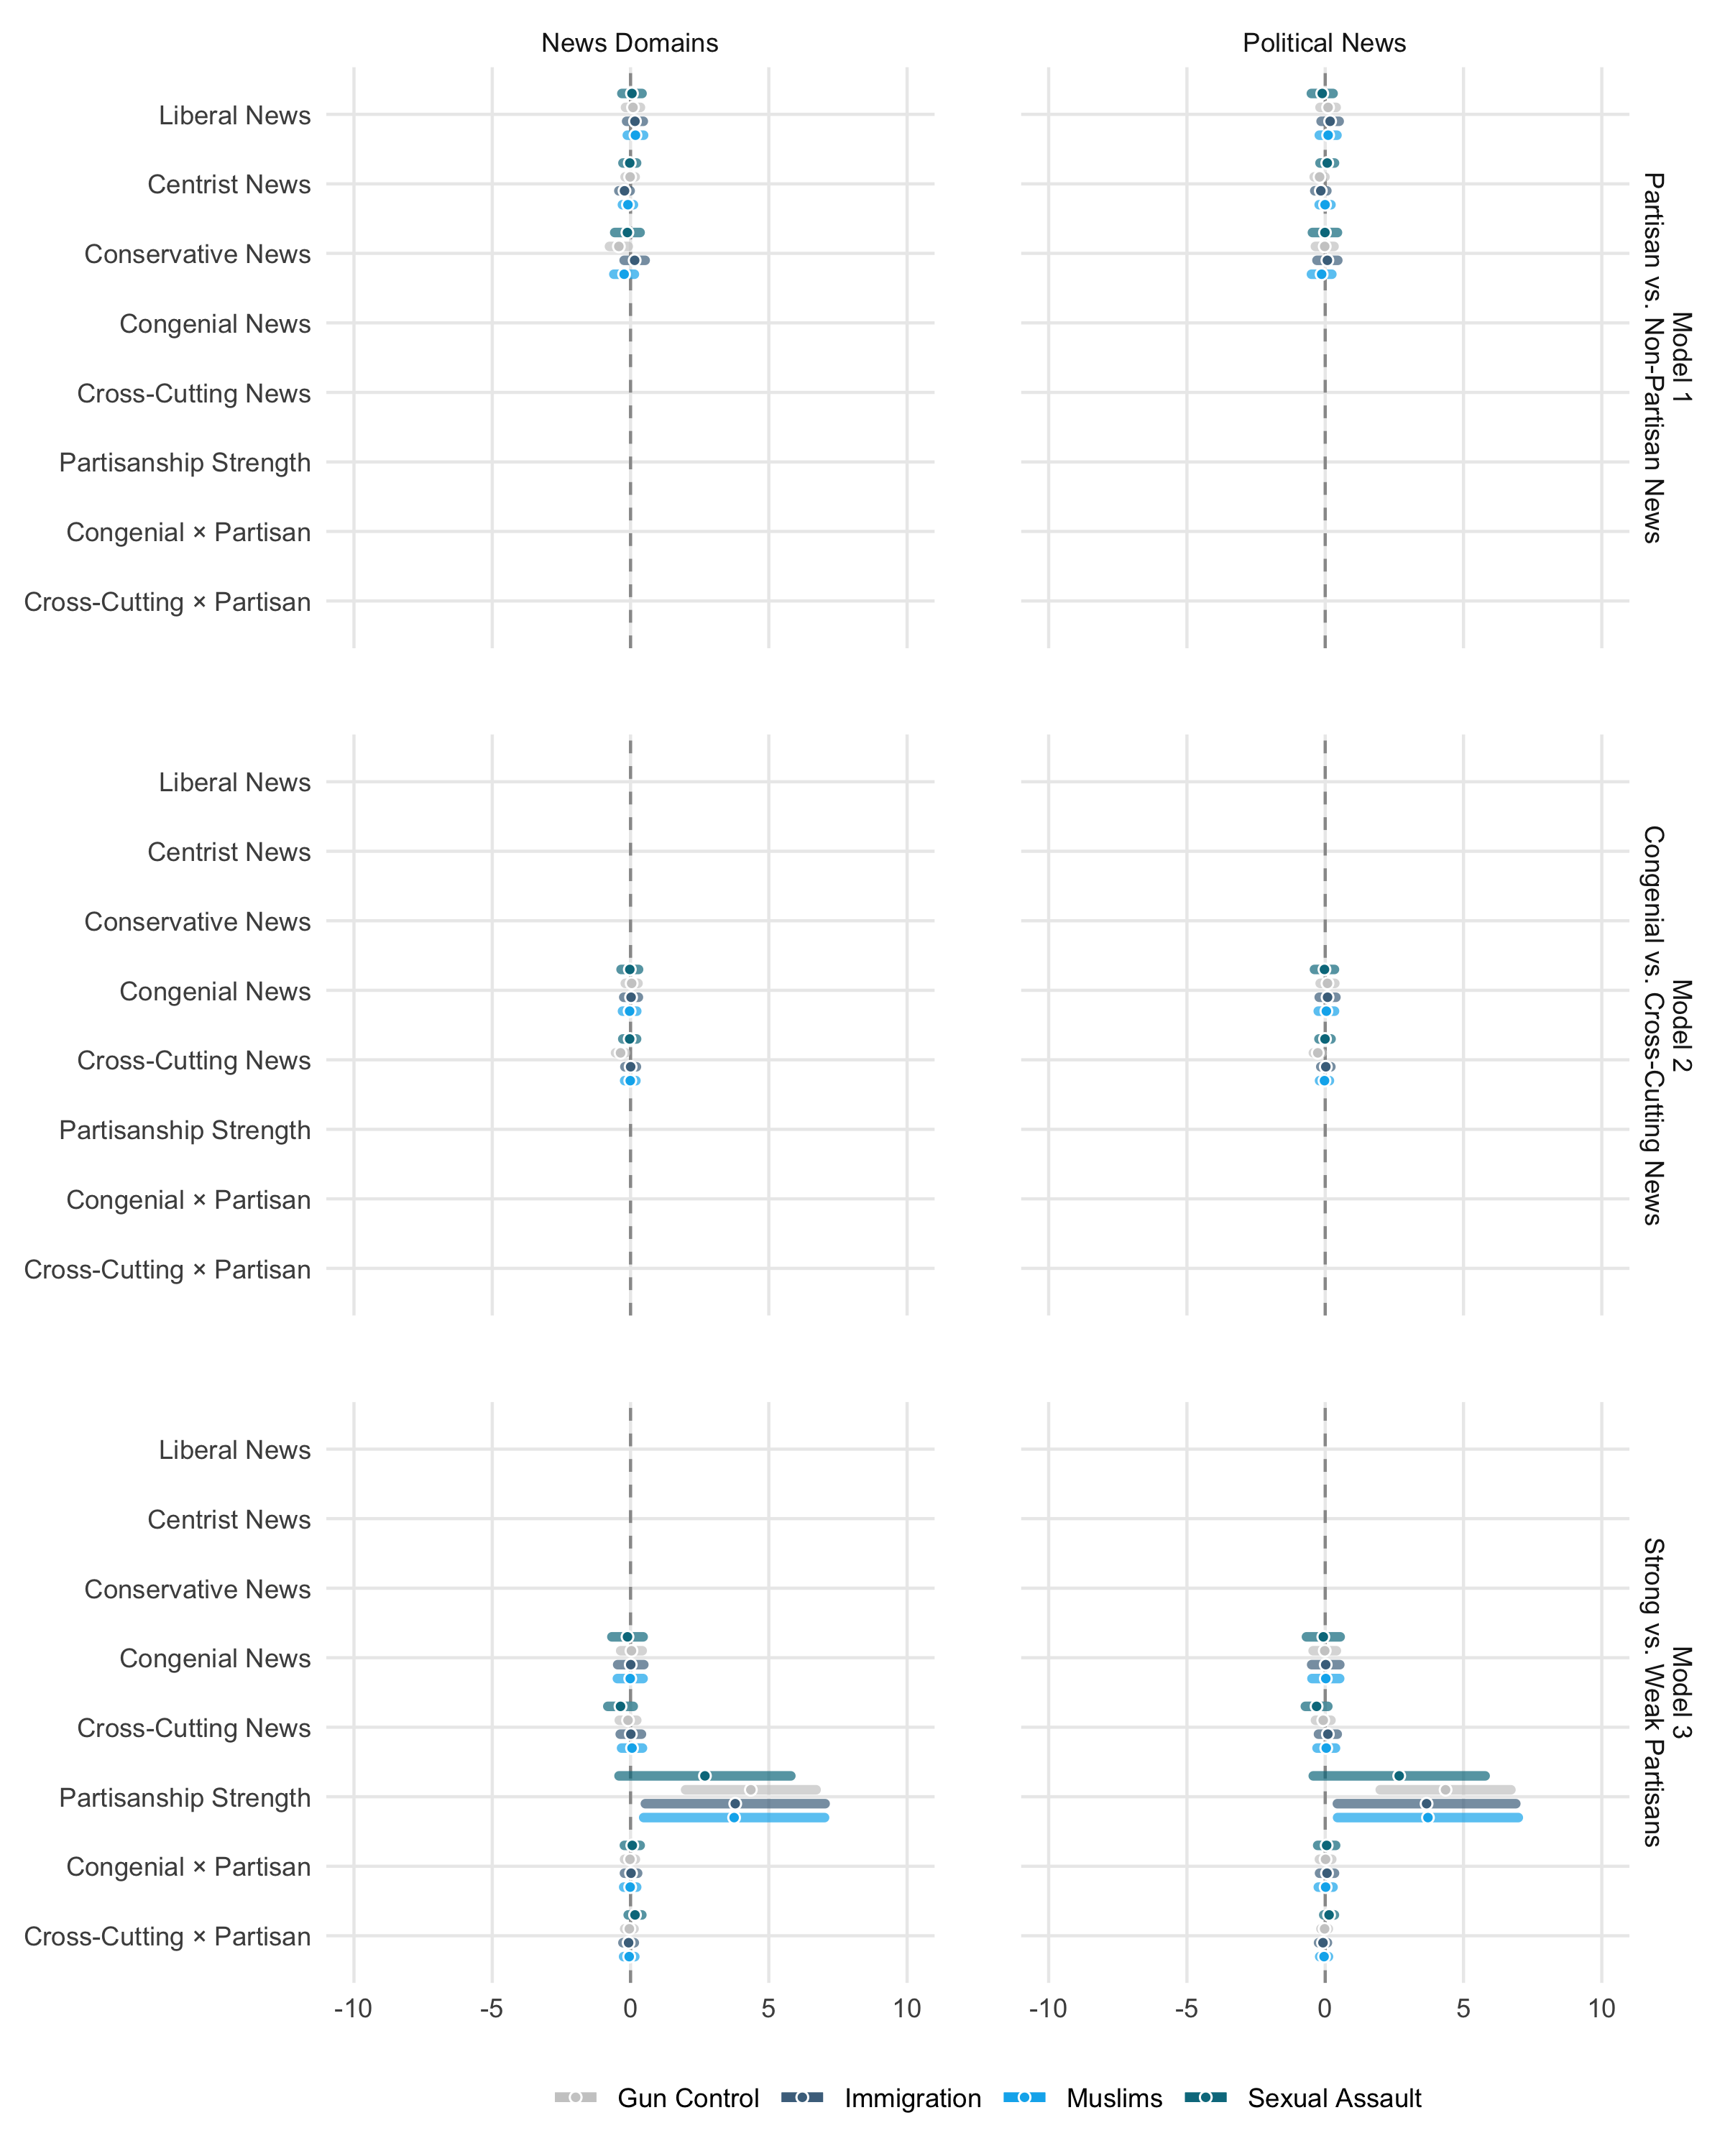 News Domains
Political News
Liberal News
Centrist News
Conservative News
Congenial News
Cross-Cutting News
Partisanship Strength
Congenial × Partisan
Cross-Cutting × Partisan
Model 1
Partisan vs. Non-Partisan News
Liberal News
Centrist News
Conservative News
Congenial News
Cross-Cutting News
Partisanship Strength
Congenial × Partisan
Cross-Cutting × Partisan
Model 2
Congenial vs. Cross-Cutting News
Liberal News
Centrist News
Conservative News
Congenial News
Cross-Cutting News
Partisanship Strength
Congenial × Partisan
Cross-Cutting × Partisan
Model 3
Strong vs. Weak Partisans
-10 -5 0 5 10
-10 -5 0 5 10
Gun Control Immigration Muslims Sexual Assault